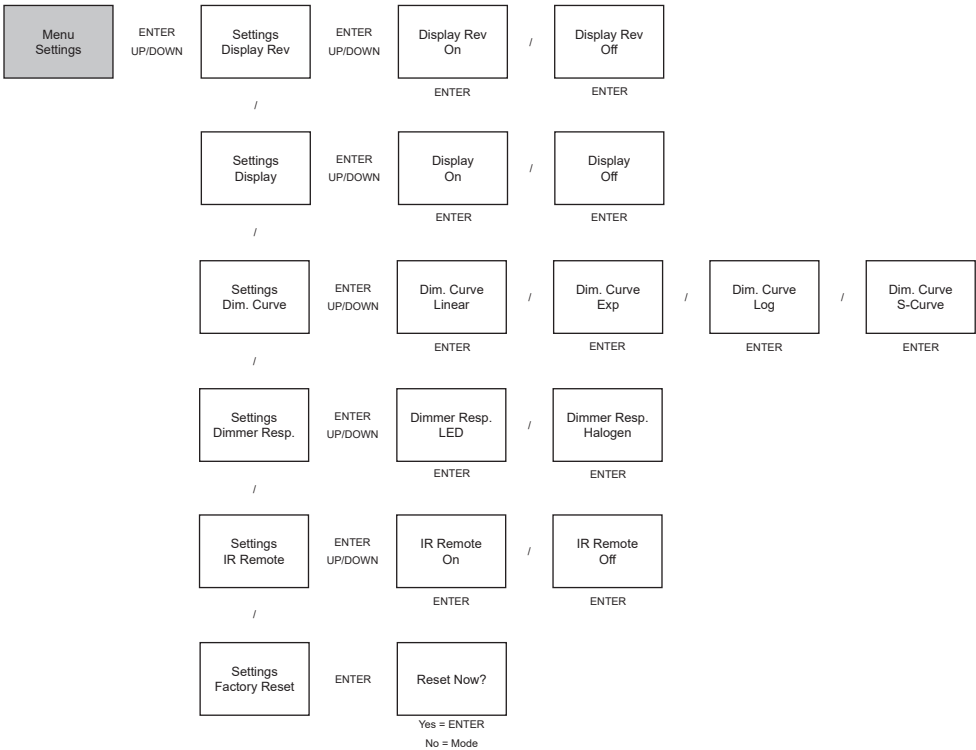 Menu
Settings
ENTER
UP/DOWN
Settings
Display Rev
ENTER
UP/DOWN
Display Rev
On
ENTER
/
Display Rev
Off
ENTER
/
Settings
Display
ENTER
UP/DOWN
Display
On
ENTER
/
Display
Off
ENTER
/
Settings
Dim. Curve
ENTER
UP/DOWN
Dim. Curve
Linear
ENTER
/
Dim. Curve
Exp
ENTER
/
Dim. Curve
Log
ENTER
/
Dim. Curve
S-Curve
ENTER
/
Settings
Dimmer Resp.
ENTER
UP/DOWN
Dimmer Resp.
LED
ENTER
/
Dimmer Resp.
Halogen
ENTER
/
Settings
IR Remote
ENTER
UP/DOWN
IR Remote
On
ENTER
/
IR Remote
Off
ENTER
/
Settings
Factory Reset
ENTER
Reset Now?
Yes = ENTER
No = Mode